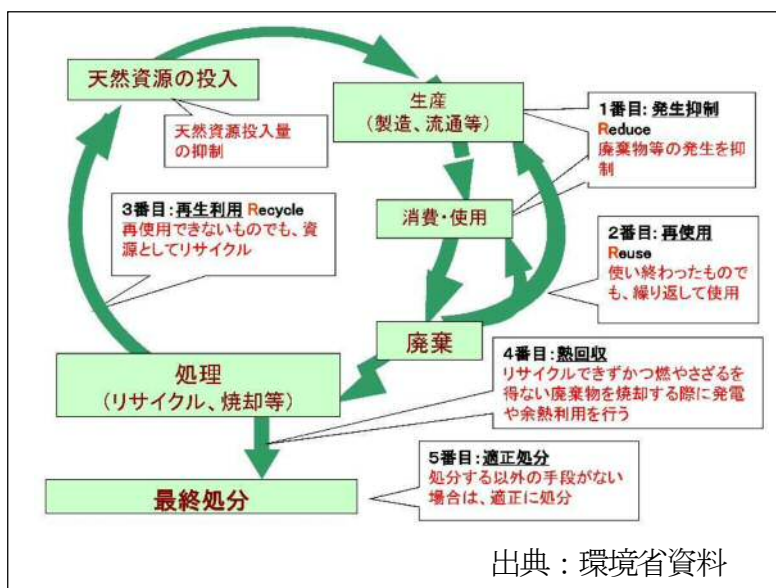 天然資源の投入
天然資源投入量
の抑制
生産
（製造、流通等）
1番目：発生抑制
Reduce
廃棄物等の発生を抑
制
3番目：再生利用 Recycle
再使用できないものでも、資
源としてリサイクル
消費・使用
2番目：再使用
Reuse
使い終わったもので
も、繰り返して使用
廃棄
処理
（リサイクル、焼却等）
4番目：熱回収
リサイクルできずかつ燃やさざるを
得ない廃棄物を焼却する際に発電
や余熱利用を行う
最終処分
5番目：適正処分
処分する以外の手段がない
場合は、適正に処分
出典：環境省資料